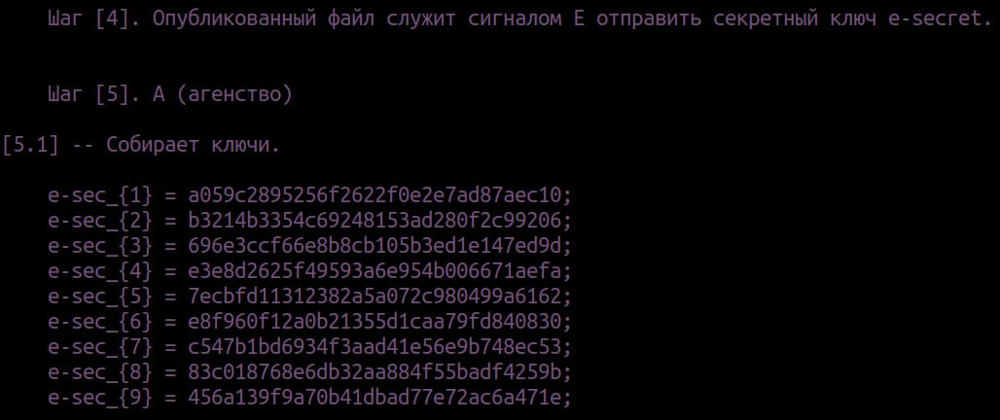 Шаг [4]. Опубликованный файл служит сигналом E отправить секретный ключ e-secret.
Шаг [5]. A (агенство)
[5.1] -- Собирает ключи.
e-sec_{1} = a059c2895256f2622f0e2e7ad87aec10;
e-sec_{2} = b3214b3354c69248153ad280f2c99206;
e-sec_{3} = 696e3ccf66e8b8cb105b3ed1e147ed9d;
e-sec_{4} = e3e8d2625f49593a6e954b006671aefa;
e-sec_{5} = 7ecbfd11312382a5a072c980499a6162;
e-sec_{6} = e8f960f12a0b21355d1caa79fd840830;
e-sec_{7} = c547b1bd6934f3aad41e56e9b748ec53;
e-sec_{8} = 83c018768e6db32aa884f55badf4259b;
e-sec_{9} = 456a139f9a70b41dbad77e72ac6a471e;